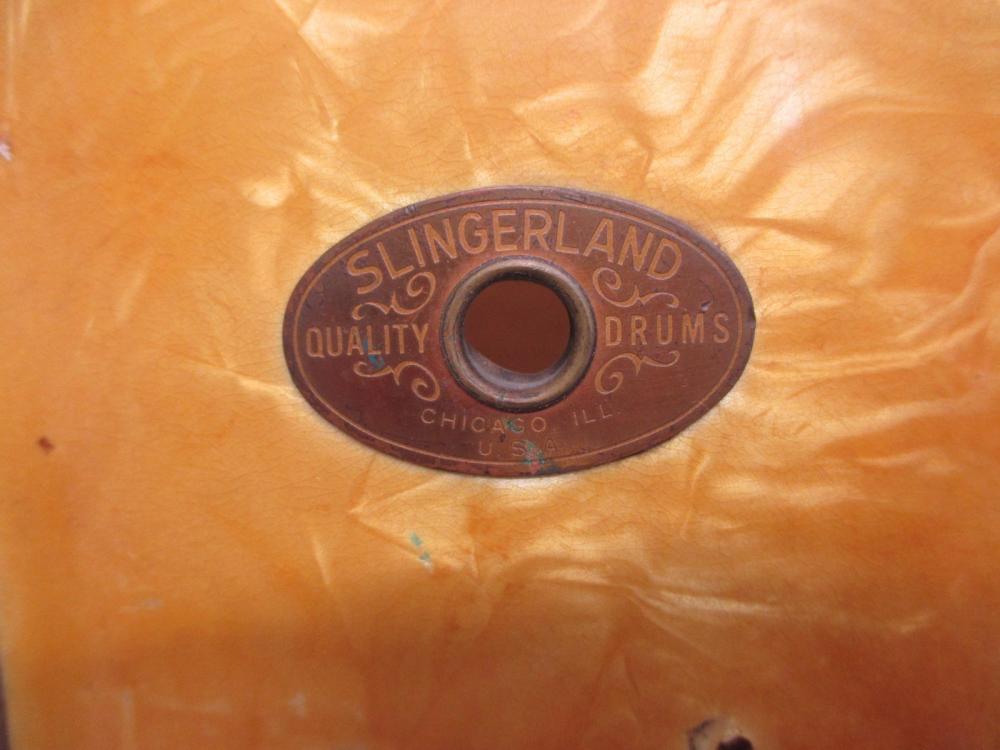 SLINGERLAND
QUALITY DRUMS
CHICAGO, ILL.
U.S.A.